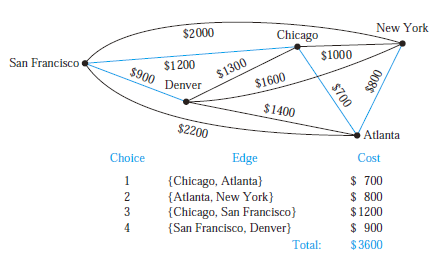 $2000
Chicago
New York
San Francisco
$1200
$1300
$1000
$900
Denver
$1600
$700
$800
$1400
$2200
Atlanta
Choice Edge Cost
1 {Chicago, Atlanta} $ 700
2 {Atlanta, New York} $ 800
3 {Chicago, San Francisco} $1200
4 {San Francisco, Denver} $ 900
Total: $3600